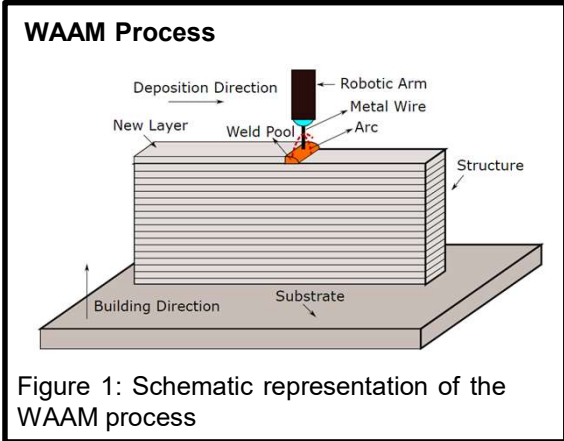 WAAM Process
Deposition Direction
Robotic Arm
Metal Wire
New Layer
Weld Pool
Arc
Structure
Building Direction
Substrate
Figure 1: Schematic representation of the
WAAM process